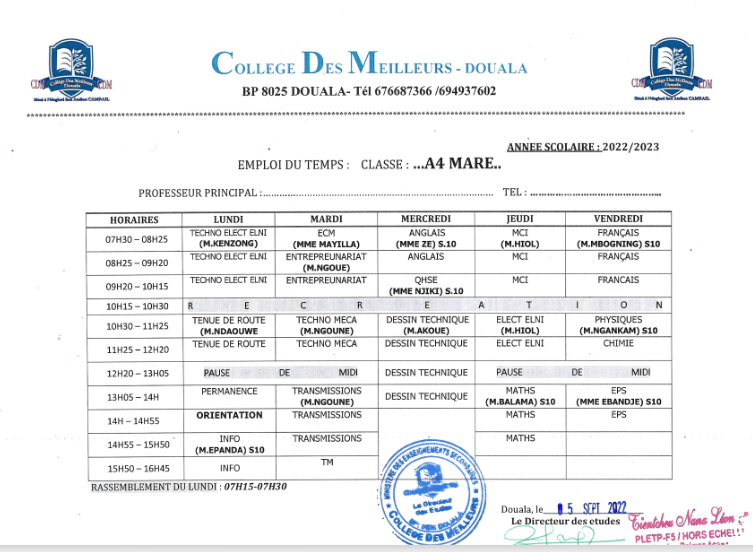 COLLEGE DES MEILLEURS - DOUALA
BP 8025 DOUALA- Tél 676687366 /694937602
Collège Des Meilleurs
Douala
CDM
ANNEE SCOLAIRE : 2022/2023
EMPLOI DU TEMPS : CLASSE : ...A4 MARE..
PROFESSEUR PRINCIPAL :.................. TEL : ..................
HORAIRES LUNDI MARDI MERCREDI JEUDI VENDREDI
07H30 – 08H25 TECHNO ELECT ELNI (M.KENZONG) ECM (MME MAYILLA) ANGLAIS (MME ZE) S.10 MCI (M.HIOL) FRANÇAIS (M.MBOGNING) S10
08H25 – 09H20 TECHNO ELECT ELNI ENTREPREUNARIAT (M.NGOUE) ANGLAIS MCI FRANÇAIS
09H20 – 10H15 TECHNO ELECT ELNI ENTREPREUNARIAT QHSE (MME NJIKI) S.10 MCI FRANCAIS
10H15 – 10H30 R E C R E A T I O N
10H30 – 11H25 TENUE DE ROUTE (M.NDAOUWE TECHNO MECA (M.NGOUNE) DESSIN TECHNIQUE (M.AKOUE) ELECT ELNI (M.HIOL) PHYSIQUES (M.NGANKAM) S10
11H25 – 12H20 TENUE DE ROUTE TECHNO MECA DESSIN TECHNIQUE ELECT ELNI CHIMIE
12H20 – 13H05 PAUSE DE MIDI DESSIN TECHNIQUE PAUSE DE MIDI
13H05 – 14H PERMANENCE TRANSMISSIONS (M.NGOUNE) DESSIN TECHNIQUE MATHS (M.BALAMA) S10 EPS (MME EBANDJE) S10
14H – 14H55 ORIENTATION TRANSMISSIONS MATHS EPS
14H55 – 15H50 INFO (M.EPANDA) S10 TRANSMISSIONS MATHS
15H50 – 16H45 INFO TM
RASSEMBLEMENT DU LUNDI : 07H15-07H30
MINISTÈRE DES ENSEIGNEMENTS SECONDAIRES
Le Directeur
des Etudes
COLLEGE DES MEILLEURS
Douala, le 05 SEPT 2022
Le Directeur des etudes
Tientcheu Nana Léon
PLETP-F5 / HORS ECHEL